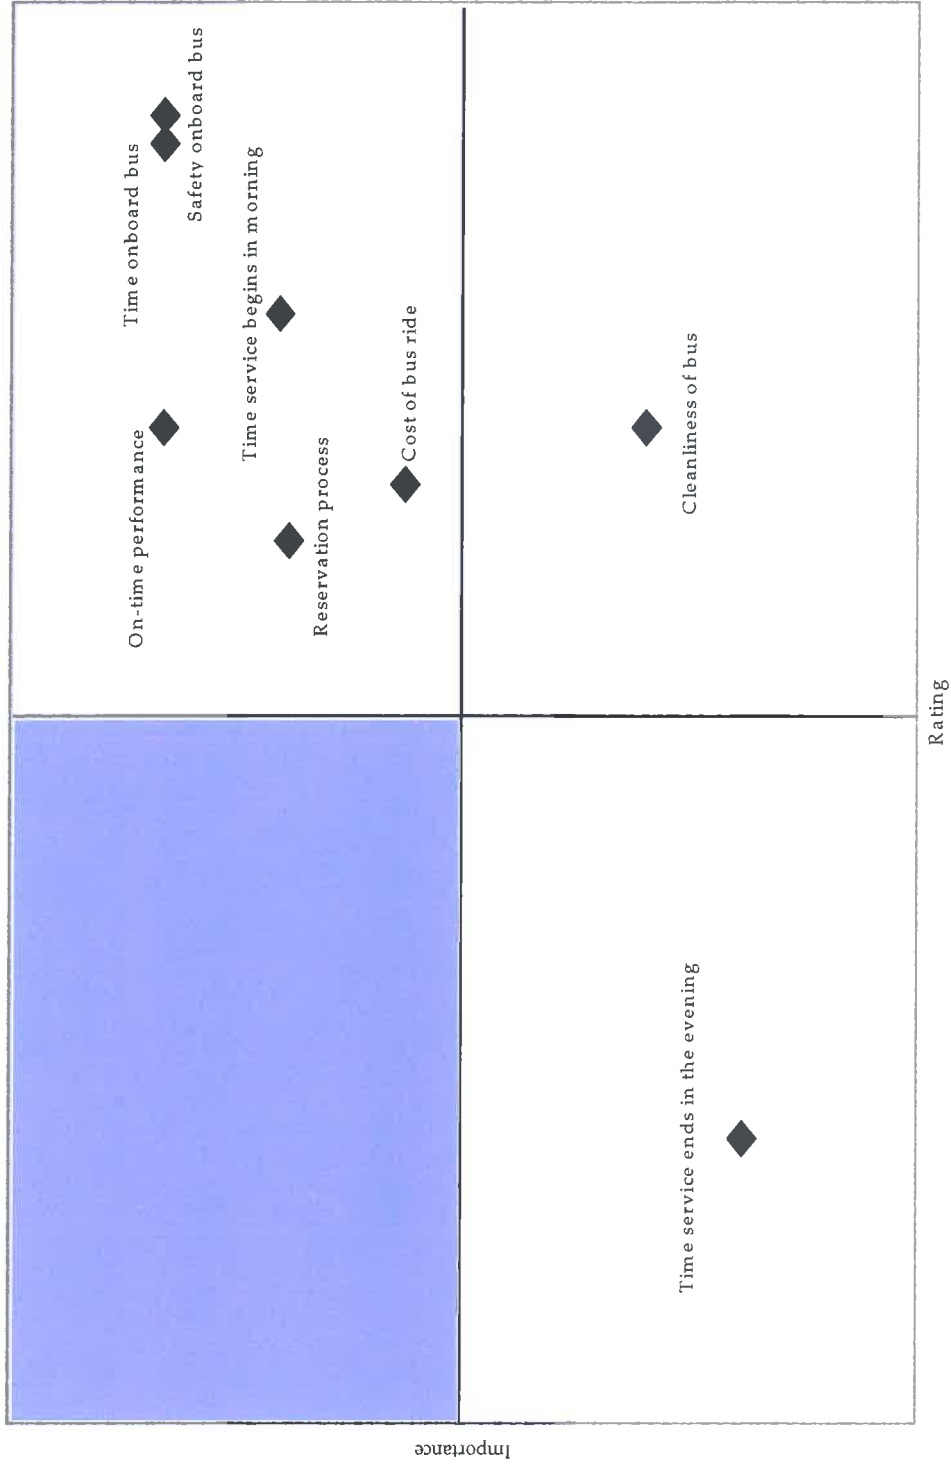 Time onboard bus
On-time performance
Safety onboard bus
Time service begins in morning
Reservation process
Cost of bus ride
Importance
Time service ends in the evening
Cleanliness of bus
Rating